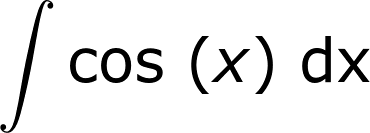 ∫ cos (x) dx